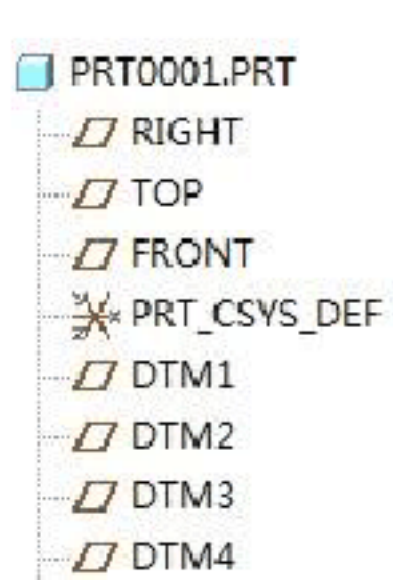 PRT0001.PRT
RIGHT
TOP
FRONT
PRT_CSYS_DEF
DTM1
DTM2
DTM3
DTM4